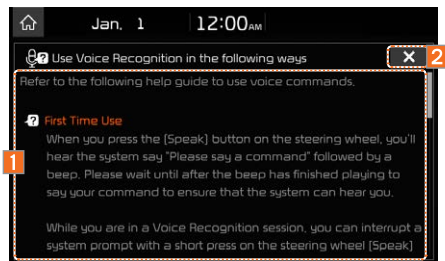 Jan. 1 12:00 AM
Use Voice Recognition in the following ways
2
Refer to the following help guide to use voice commands.
First Time Use
When you press the [Speak] button on the steering wheel, you'll
hear the system say "Please say a command" followed by a
beep. Please wait until after the beep has finished playing to
say your command to ensure that the system can hear you.
1
While you are in a Voice Recognition session, you can interrupt a
system prompt with a short press on the steering wheel [Speak]